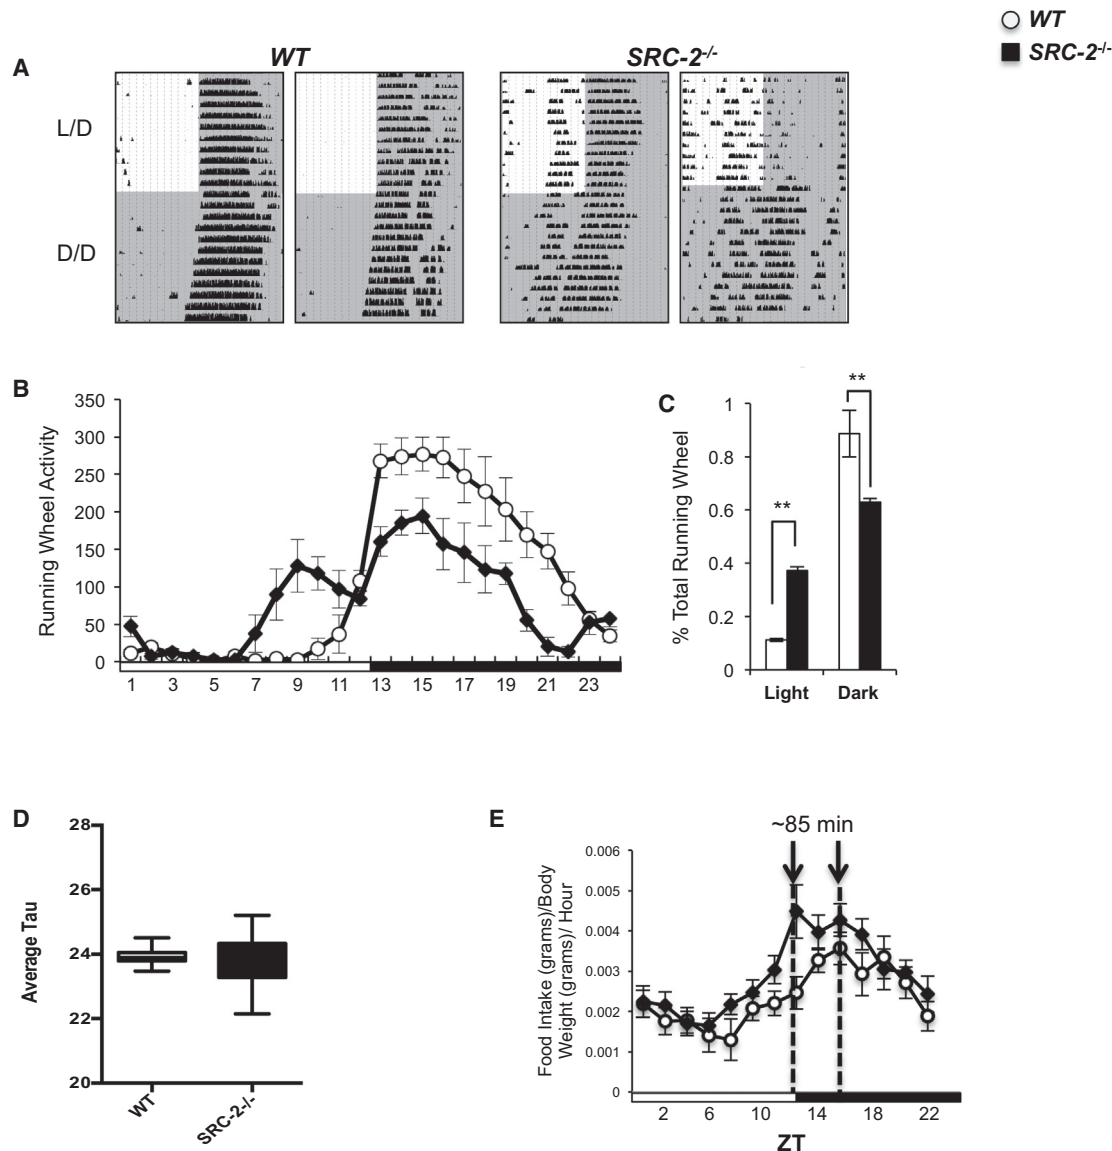 WT
SRC-2-/-
A
WT
SRC-2-/-
L/D
D/D
B
350
300
250
200
150
100
50
0
Running Wheel Activity
1 3 5 7 9 11 13 15 17 19 21 23
C
**
**
1
0.8
0.6
0.4
0.2
0
% Total Running Wheel
Light Dark
D
28
26
24
22
20
Average Tau
WT
SRC-2-/-
E
~85 min
0.006
0.005
0.004
0.003
0.002
0.001
0
Food Intake (grams)/Body
Weight (grams)/ Hour
2 6 10 14 18 22
ZT